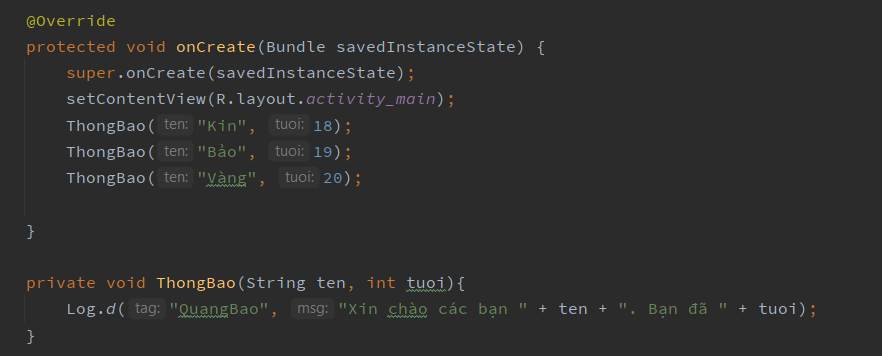 @Override
protected void onCreate(Bundle savedInstanceState) {
super.onCreate(savedInstanceState);
setContentView(R.layout.activity_main);
ThongBao( ten: "Kin", tuoi: 18);
ThongBao( ten: "Bảo", tuoi: 19);
ThongBao( ten: "Vàng", tuoi: 20);
}
private void ThongBao(String ten, int tuoi){
Log.d( tag: "QuangBao", msg: "Xin chào các bạn " + ten + ". Bạn đã " + tuoi);
}